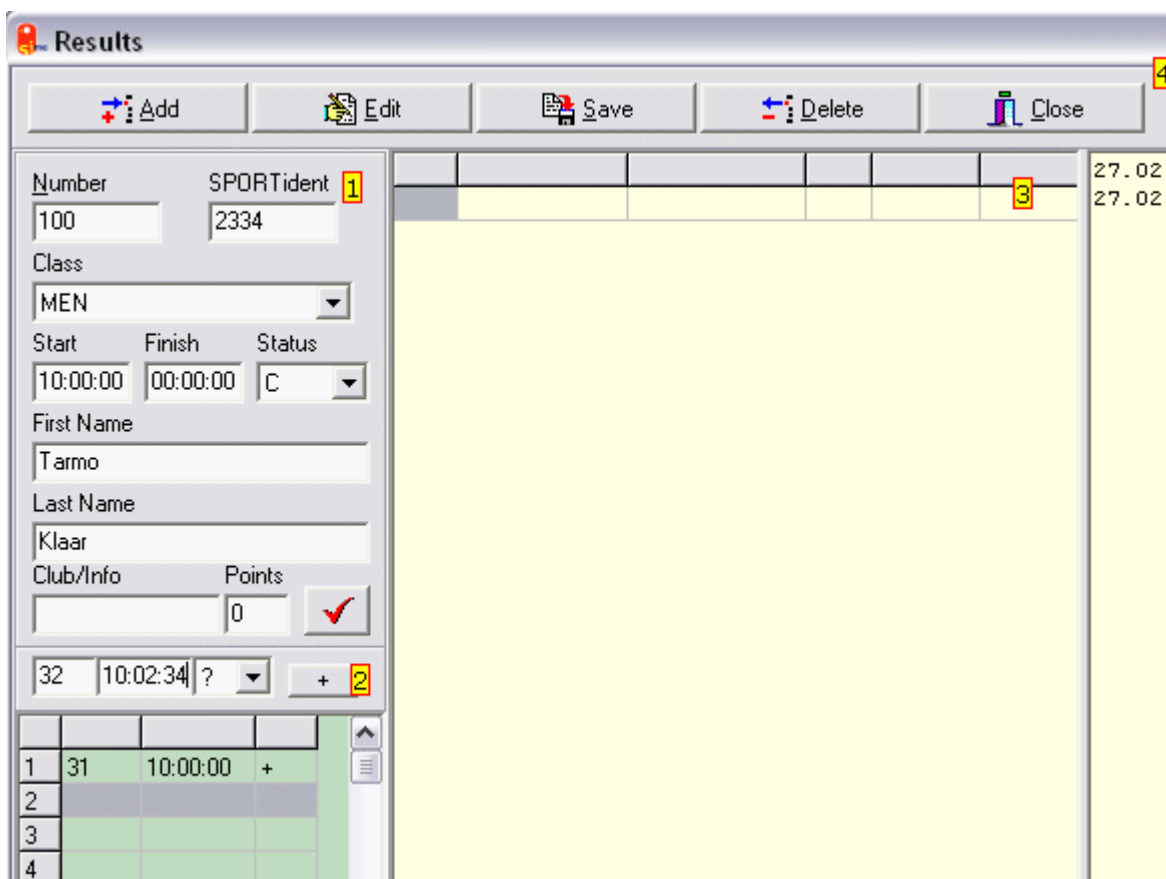 Results
4
Add Edit Save Delete Close
Number SPORTident 1
100 2334
Class
MEN
Start Finish Status
10:00:00 00:00:00 C
First Name
Tarmo
Last Name
Klaar
Club/Info Points
0
32 10:02:34 ? + 2
1 31 10:00:00 +
2
3
4
3
27.02
27.02